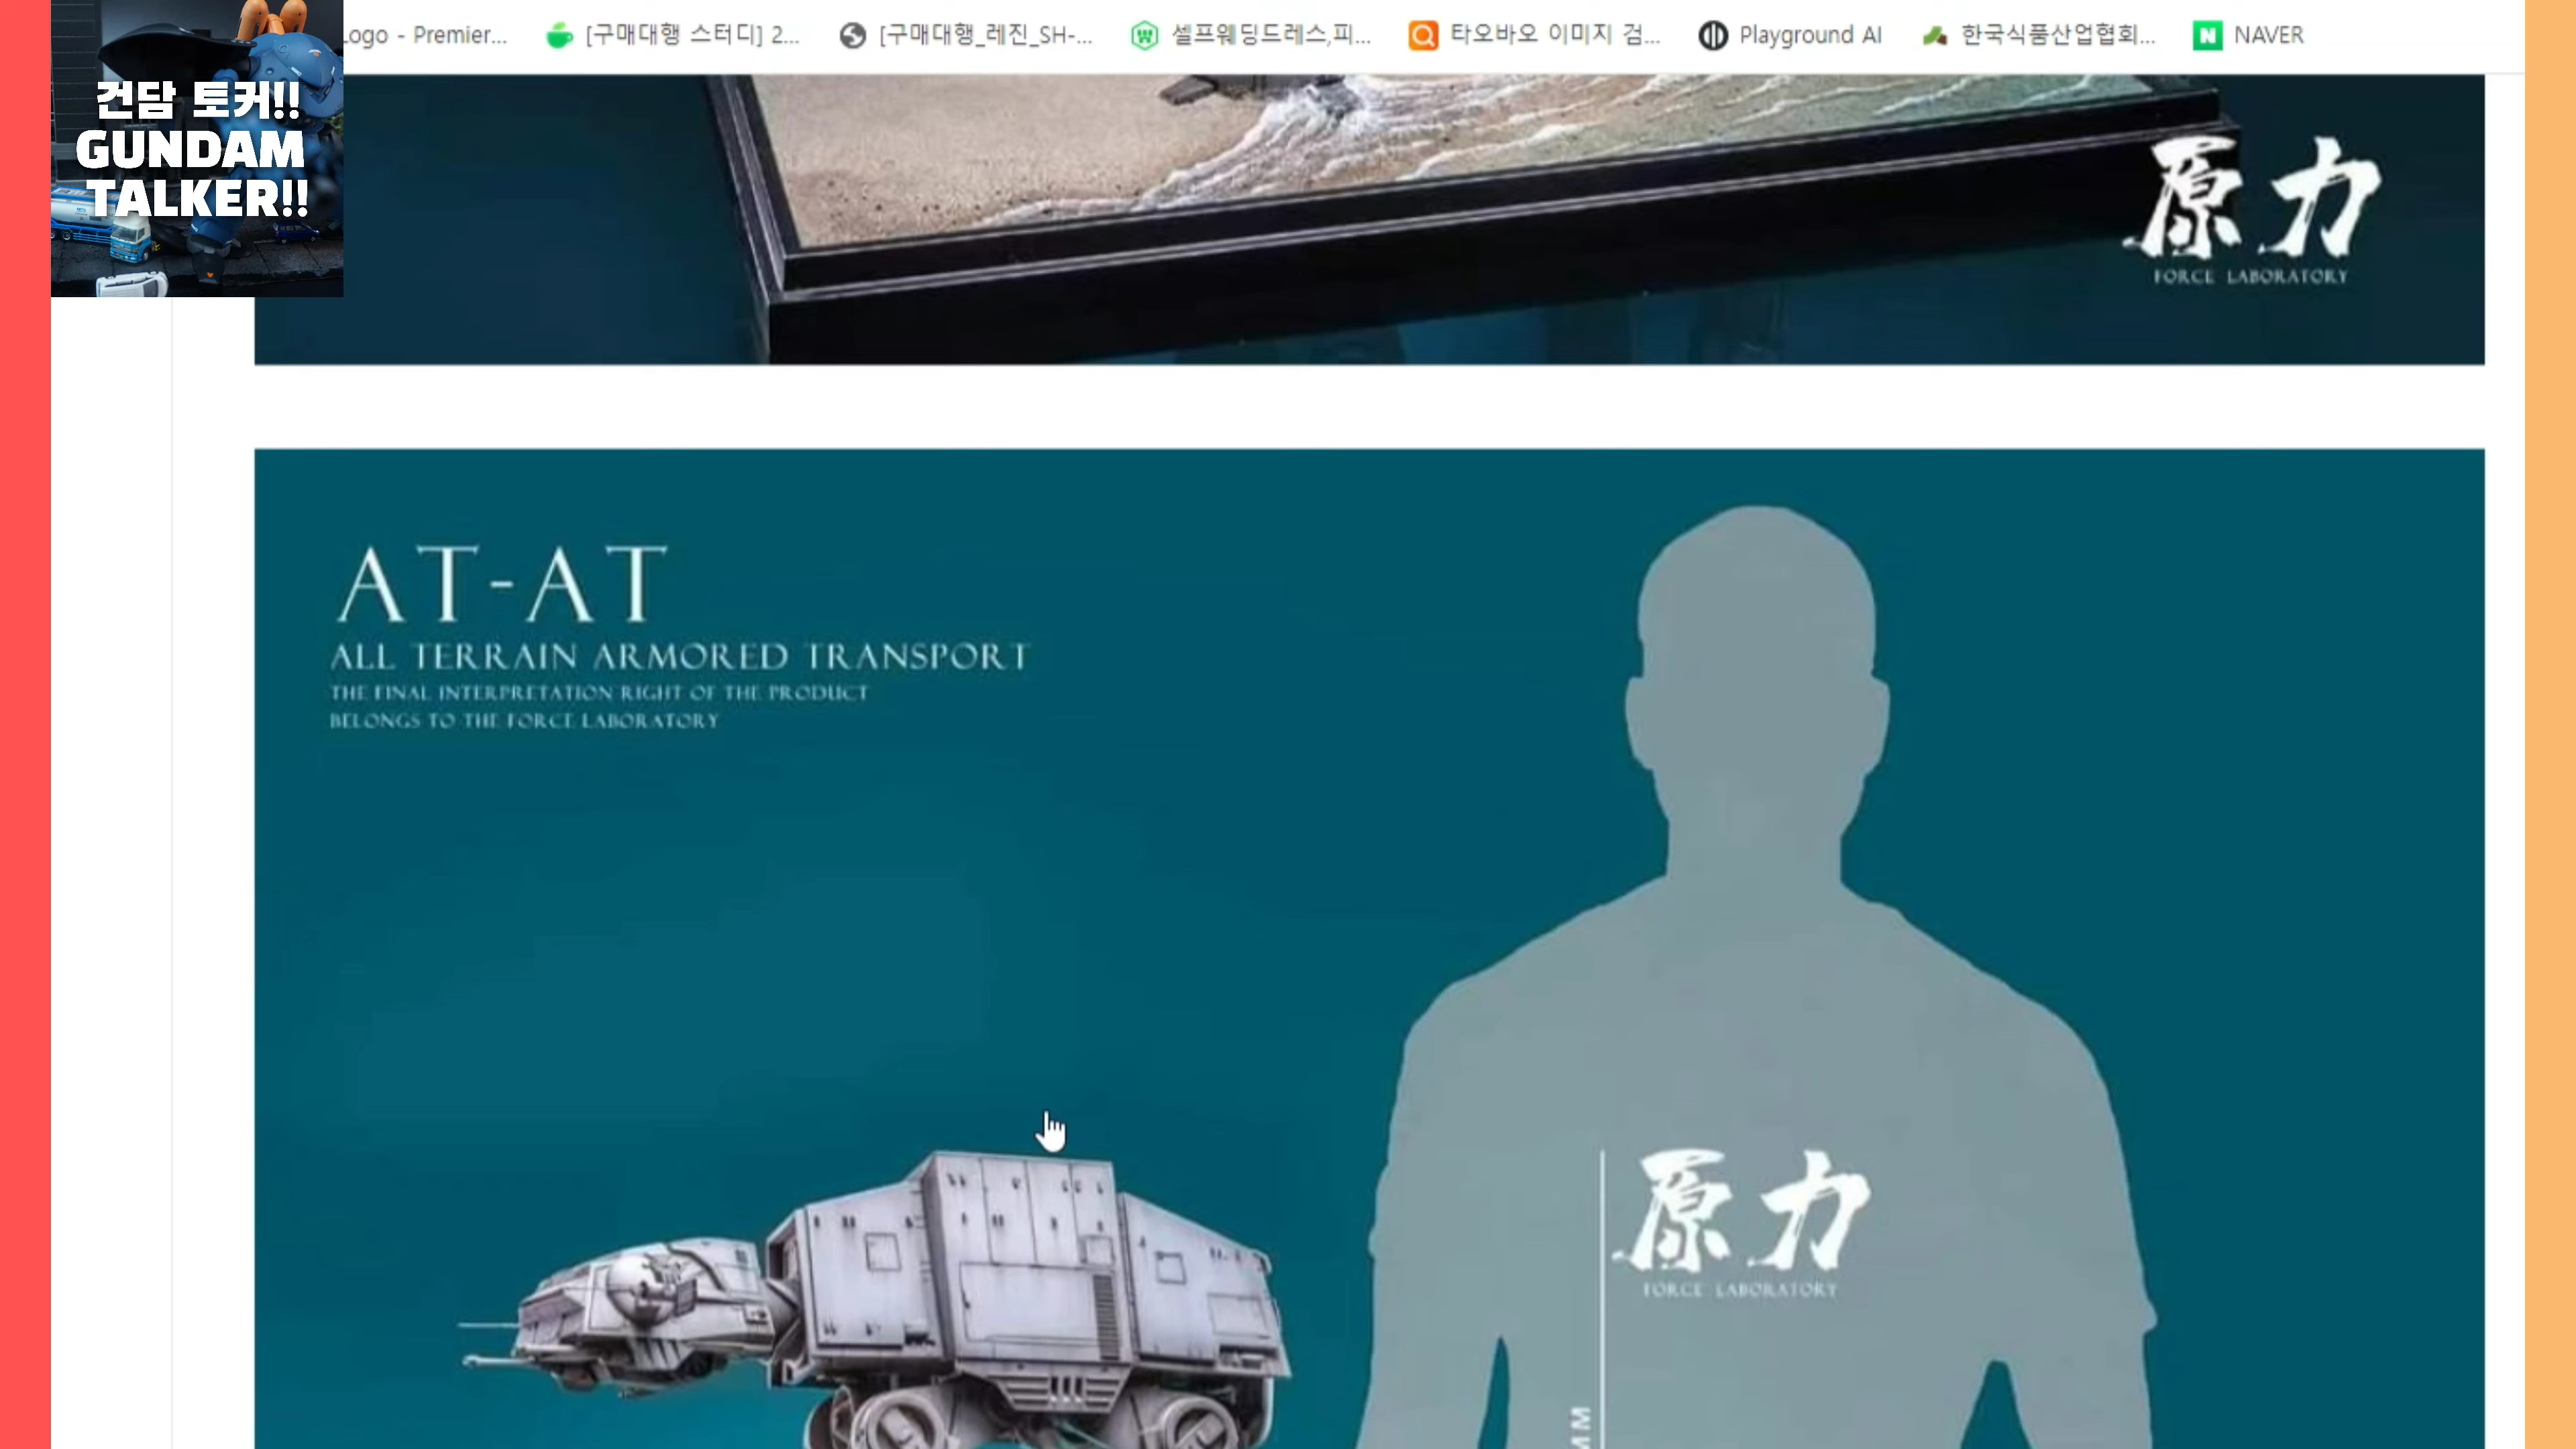 Logo - Premier...
[구매대행 스터디] 2...
[구매대행_레진_SH-...
셀프웨딩드레스,피...
타오바오 이미지 검...
Playground AI
한국식품산업협회...
NAVER
건담 토커!!
GUNDAM
TALKER!!
原力
FORCE LABORATORY
AT-AT
ALL TERRAIN ARMORED TRANSPORT
THE FINAL INTERPRETATION RIGHT OF THE PRODUCT
BELONGS TO THE FORCE LABORATORY
原力
FORCE LABORATORY
MM